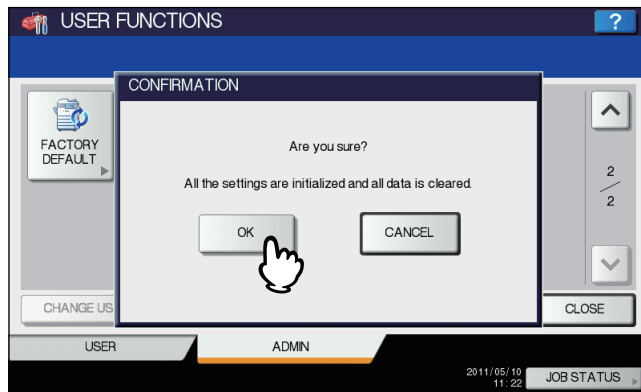 USER FUNCTIONS
?
CONFIRMATION
Are you sure?
All the settings are initialized and all data is cleared.
OK
CANCEL
FACTORY
DEFAULT
2
2
CHANGE US
CLOSE
USER
ADMIN
2011/05/10
11:22
JOB STATUS